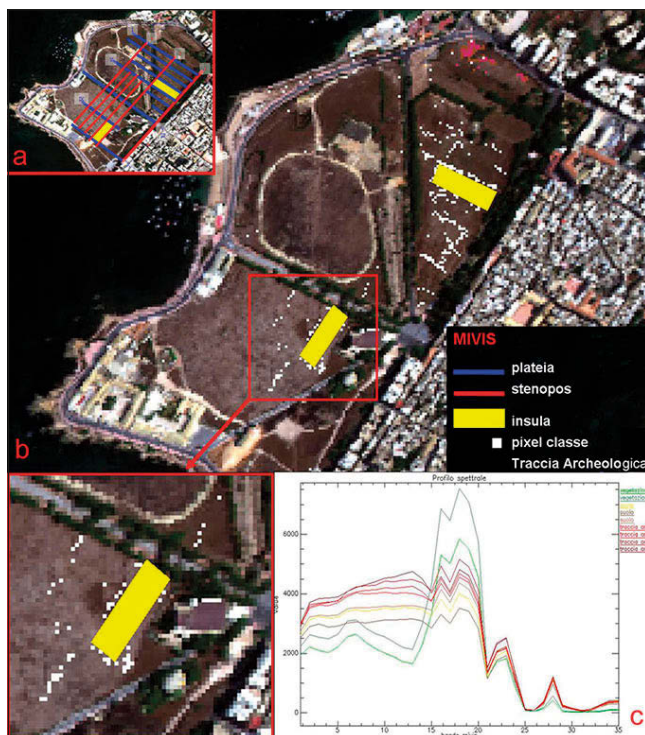 a
b
MIVIS
plateia
stenopos
insula
pixel classe
Traccia Archeologica
Profilo spettrale
6000
4000
2000
0
Value
5 10 15 20 25 30 35
c